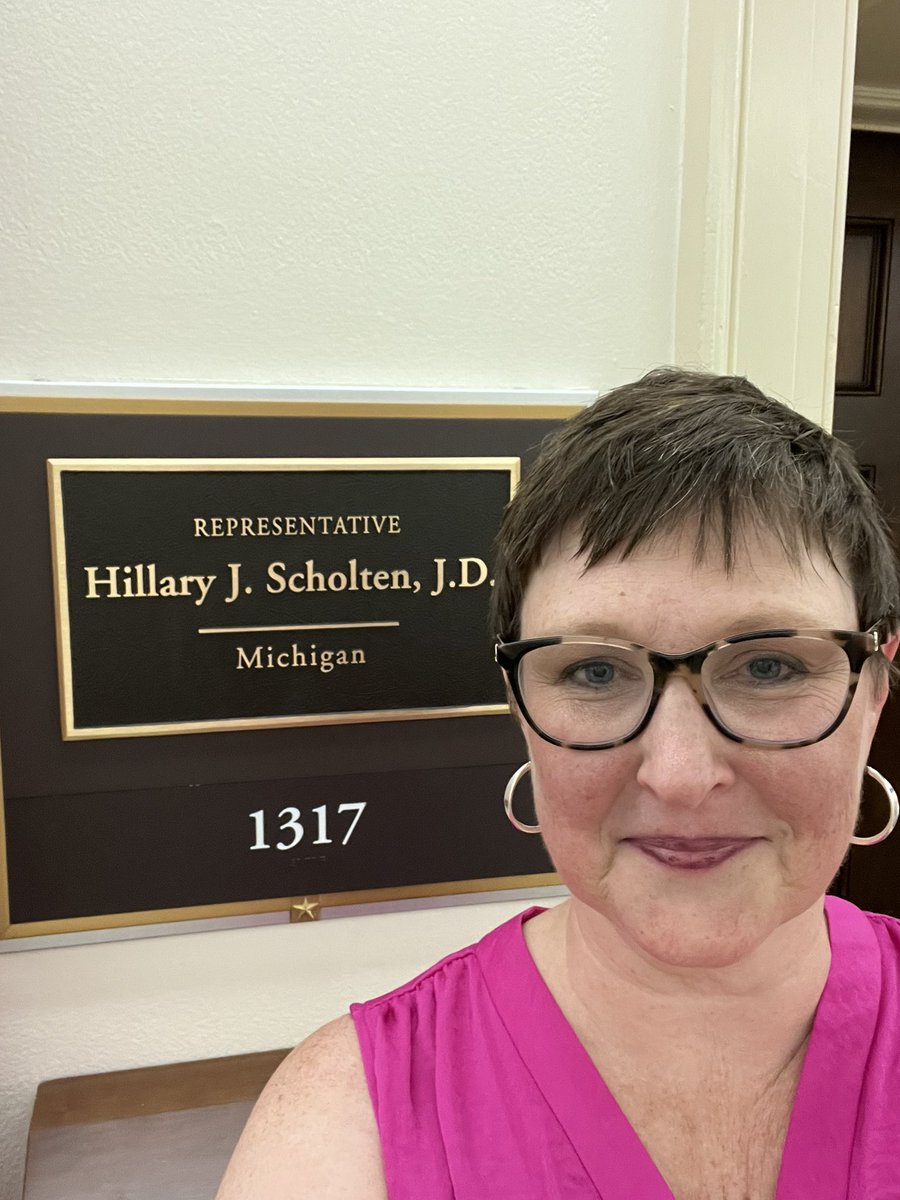 REPRESENTATIVE
Hillary J. Scholten, J.D.
Michigan
1317